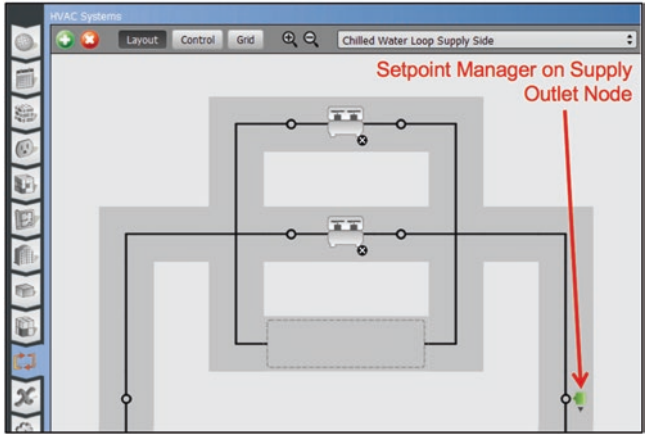 HVAC Systems
Layout Control Grid Chilled Water Loop Supply Side
Setpoint Manager on Supply
Outlet Node